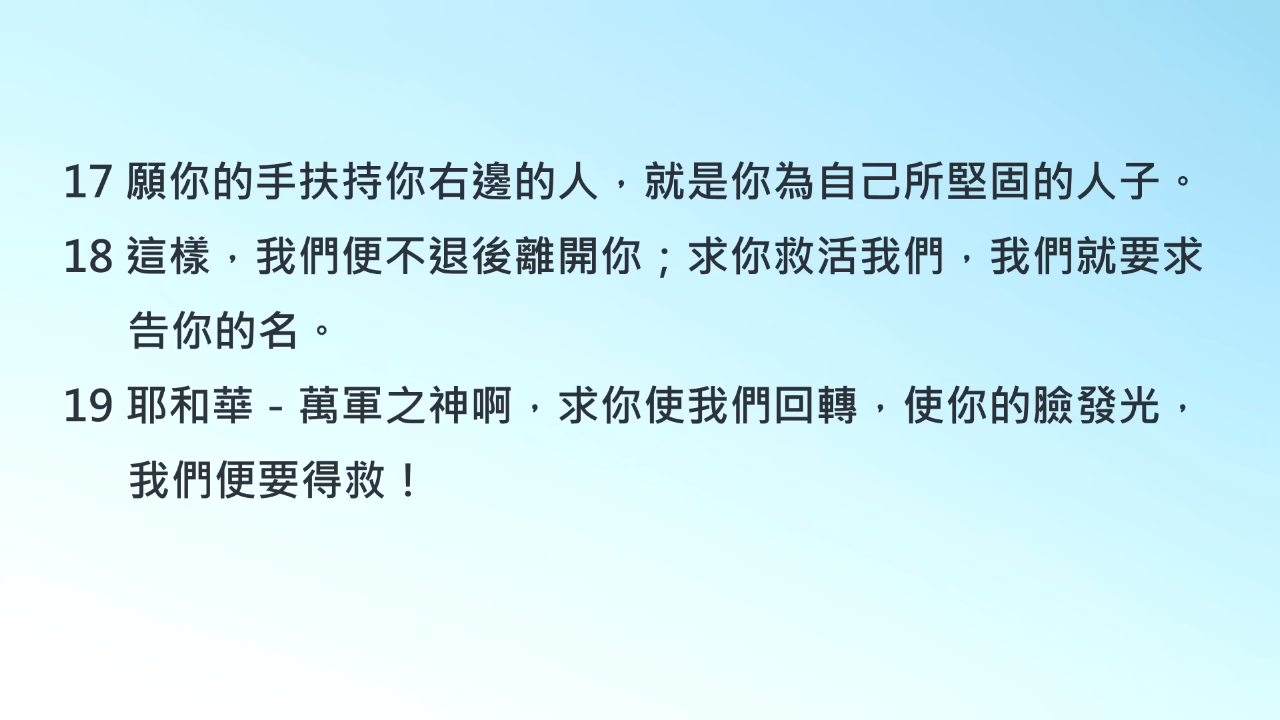 17 願你的手扶持你右邊的人，就是你為自己所堅固的人子。
18 這樣，我們便不退後離開你；求你救活我們，我們就要求
告你的名。
19 耶和華－萬軍之神啊，求你使我們回轉，使你的臉發光，
我們便要得救！